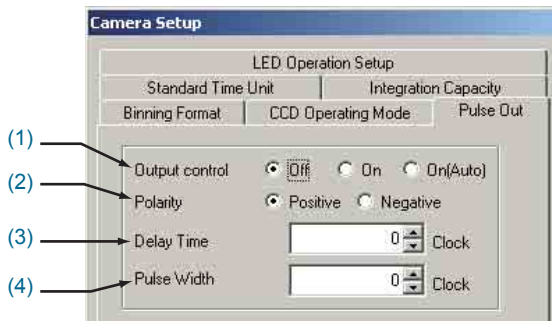 Camera Setup
LED Operation Setup
Standard Time Unit Integration Capacity
Binning Format CCD Operating Mode Pulse Out
(1) Output control Off On On(Auto)
(2) Polarity Positive Negative
(3) Delay Time 0 Clock
(4) Pulse Width 0 Clock